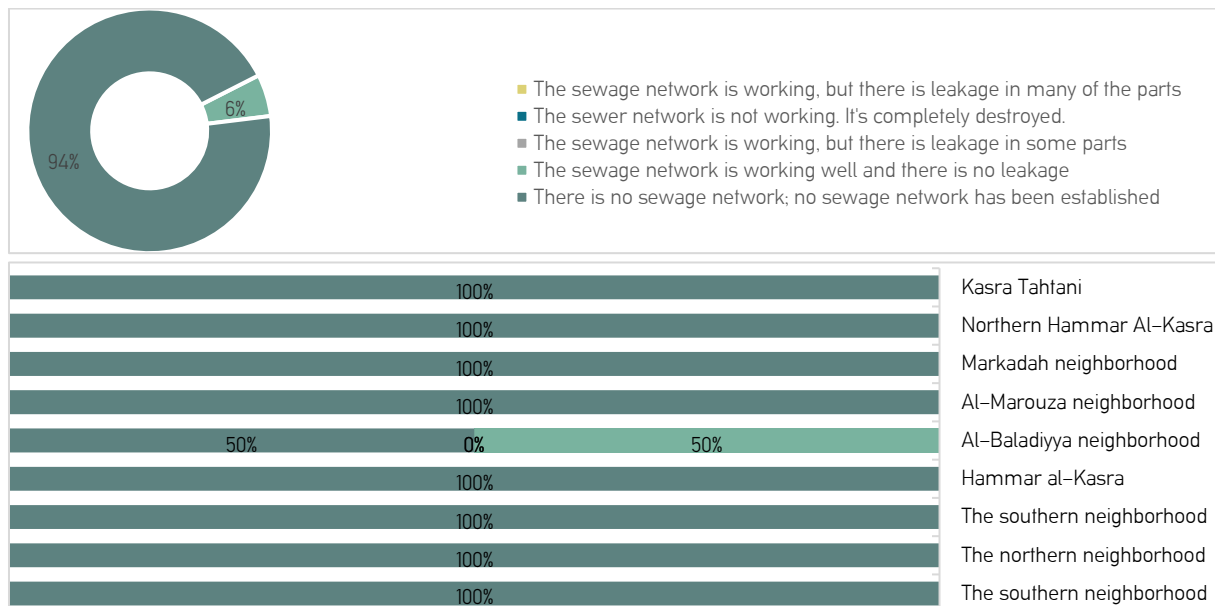 94%
6%
The sewage network is working, but there is leakage in many of the parts
The sewer network is not working. It's completely destroyed.
The sewage network is working, but there is leakage in some parts
The sewage network is working well and there is no leakage
There is no sewage network; no sewage network has been established
100% Kasra Tahtani
100% Northern Hammar Al–Kasra
100% Markadah neighborhood
100% Al–Marouza neighborhood
50% 0% 50% Al–Baladiyya neighborhood
100% Hammar al–Kasra
100% The southern neighborhood
100% The northern neighborhood
100% The southern neighborhood